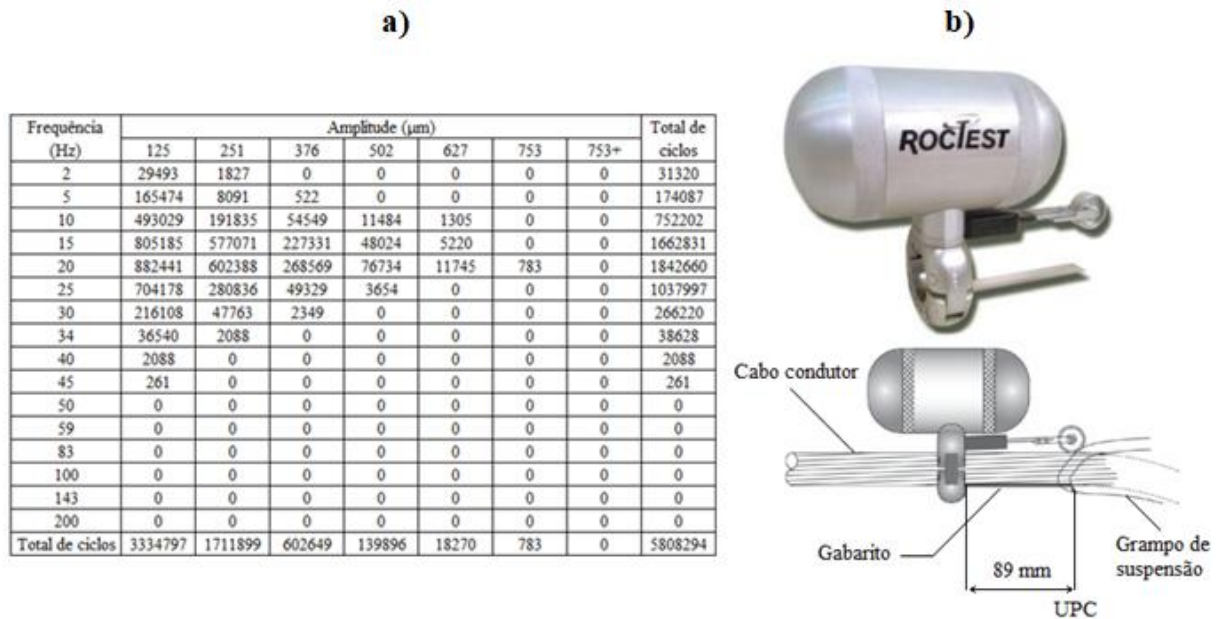 a)
Frequência (Hz) Amplitude (μm) Total de ciclos
125 251 376 502 627 753 753+
2 29493 1827 0 0 0 0 0 31320
5 165474 8091 522 0 0 0 0 174087
10 493029 191835 54549 11484 1305 0 0 752202
15 805185 577071 227331 48024 5220 0 0 1662831
20 882441 602388 268569 76734 11745 783 0 1842660
25 704178 280836 49329 3654 0 0 0 1037997
30 216108 47763 2349 0 0 0 0 266220
34 36540 2088 0 0 0 0 0 38628
40 2088 0 0 0 0 0 0 2088
45 261 0 0 0 0 0 0 261
50 0 0 0 0 0 0 0 0
59 0 0 0 0 0 0 0 0
83 0 0 0 0 0 0 0 0
100 0 0 0 0 0 0 0 0
143 0 0 0 0 0 0 0 0
200 0 0 0 0 0 0 0 0
Total de ciclos 3334797 1711899 602649 139896 18270 783 0 5808294
b)
ROCTEST
Cabo condutor
Gabarito
89 mm
UPC
Grampo de
suspensão